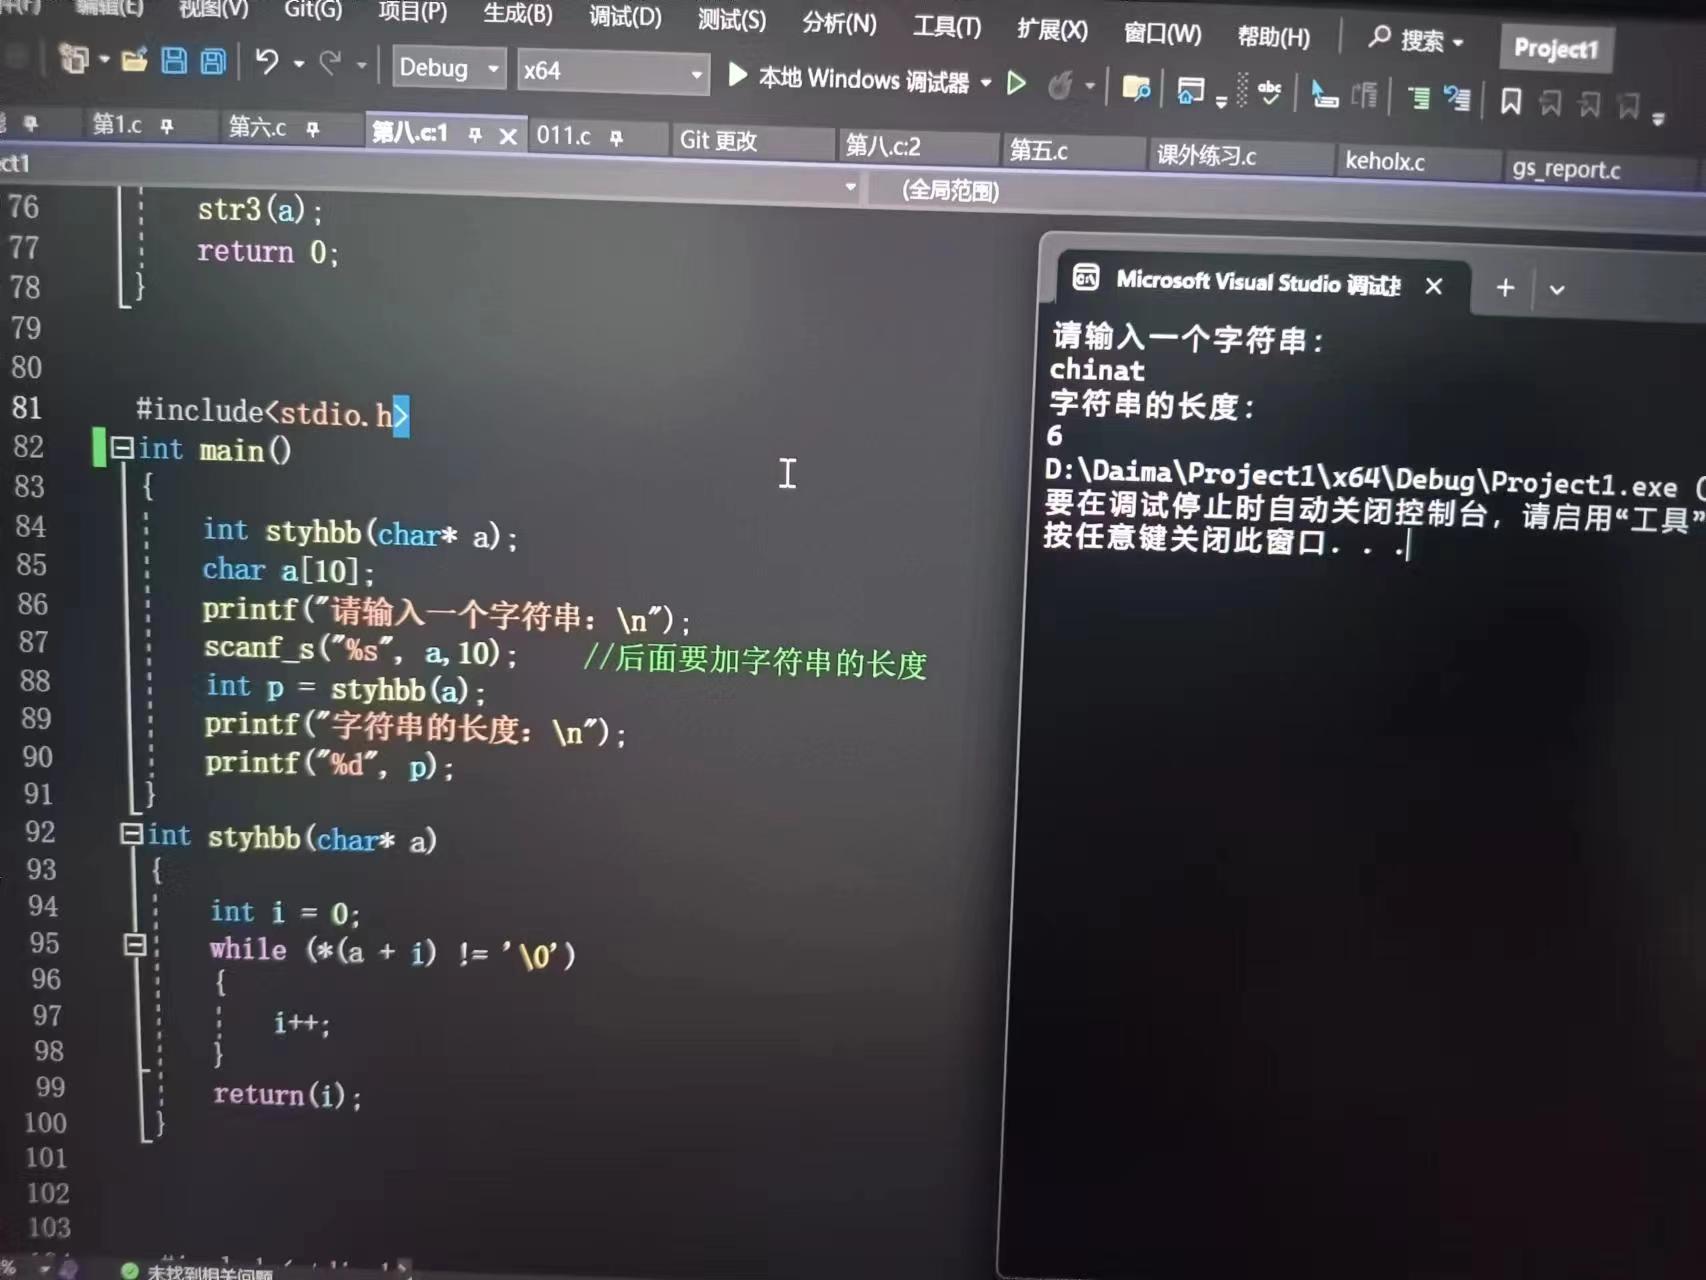 编辑(E) 视图(V) Git(G) 项目(P) 生成(B) 调试(D) 测试(S) 分析(N) 工具(T) 扩展(X) 窗口(W) 帮助(H) 搜索 Project1
Debug x64 本地 Windows 调试器
第1.c 第六.c 第八.c:1 011.c Git 更改 第八.c:2 第五.c 课外练习.c keholx.c gs_report.c
ct1 (全局范围)
76 str3(a);
77 return 0;
78 }
79
80
81 #include<stdio.h>
82 int main()
83 {
84 int styhbb(char* a);
85 char a[10];
86 printf("请输入一个字符串：\n");
87 scanf_s("%s", a,10); //后面要加字符串的长度
88 int p = styhbb(a);
89 printf("字符串的长度：\n");
90 printf("%d", p);
91 }
92 int styhbb(char* a)
93 {
94 int i = 0;
95 while (*(a + i) != '\0')
96 {
97 i++;
98 }
99 return(i);
100 }
101
102
103
未找到相关问题
Microsoft Visual Studio 调试
请输入一个字符串：
chinat
字符串的长度：
6
D:\Daima\Project1\x64\Debug\Project1.exe (
要在调试停止时自动关闭控制台，请启用“工具”
按任意键关闭此窗口. . .